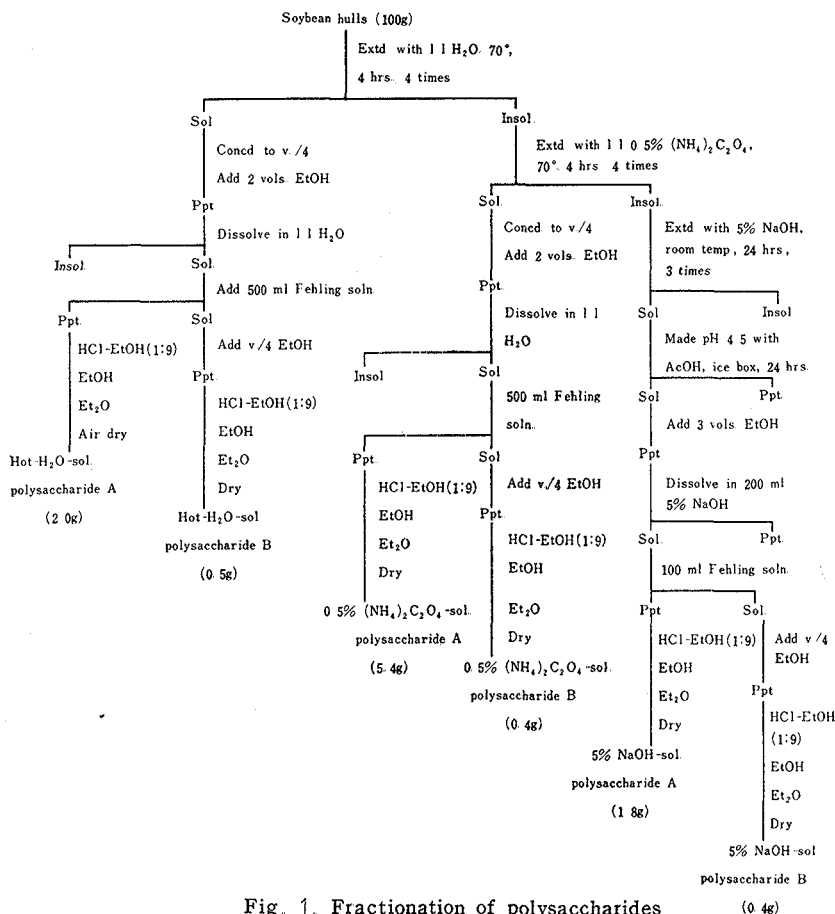 Soybean hulls (100g)
Extd with 1 l H₂O 70°,
4 hrs. 4 times
Sol
Insol.
Concd to v./4
Add 2 vols. EtOH
Ppt
Dissolve in 1 l H₂O
Insol.
Sol.
Add 500 ml Fehling soln.
Ppt.
Sol
HCl-EtOH(1:9)
EtOH
Et₂O
Air dry
Hot-H₂O-sol.
polysaccharide A
(2 0g)
Add v/4 EtOH
Ppt.
HCl-EtOH(1:9)
EtOH
Et₂O
Dry
Hot-H₂O-sol
polysaccharide B
(0. 5g)
Extd with 1 l 0 5% (NH₄)₂C₂O₄,
70° 4 hrs 4 times
Sol.
Insol.
Concd to v./4
Add 2 vols. EtOH
Ppt.
Dissolve in 1 l
H₂O
Insol
Sol
500 ml Fehling
soln.
Ppt.
Sol
HCl-EtOH(1:9)
EtOH
Et₂O
Dry
0 5% (NH₄)₂C₂O₄-sol.
polysaccharide A
(5. 4g)
Add v./4 EtOH
Ppt.
HCl-EtOH(1:9)
EtOH
Et₂O
Dry
0. 5% (NH₄)₂C₂O₄-sol.
polysaccharide B
(0. 4g)
Extd with 5% NaOH,
room temp, 24 hrs,
3 times
Sol
Insol
Made pH 4 5 with
AcOH, ice box, 24 hrs.
Sol
Ppt.
Add 3 vols. EtOH
Ppt
Dissolve in 200 ml
5% NaOH
Sol.
Ppt.
100 ml Fehling soln.
Ppt
Sol.
HCl-EtOH(1:9)
EtOH
Et₂O
Dry
5% NaOH-sol.
polysaccharide A
(1 8g)
Add v/4
EtOH
Ppt
HCl-EtOH
(1:9)
EtOH
Et₂O
Dry
5% NaOH-sol
polysaccharide B
(0. 4g)
Fig. 1. Fractionation of polysaccharides